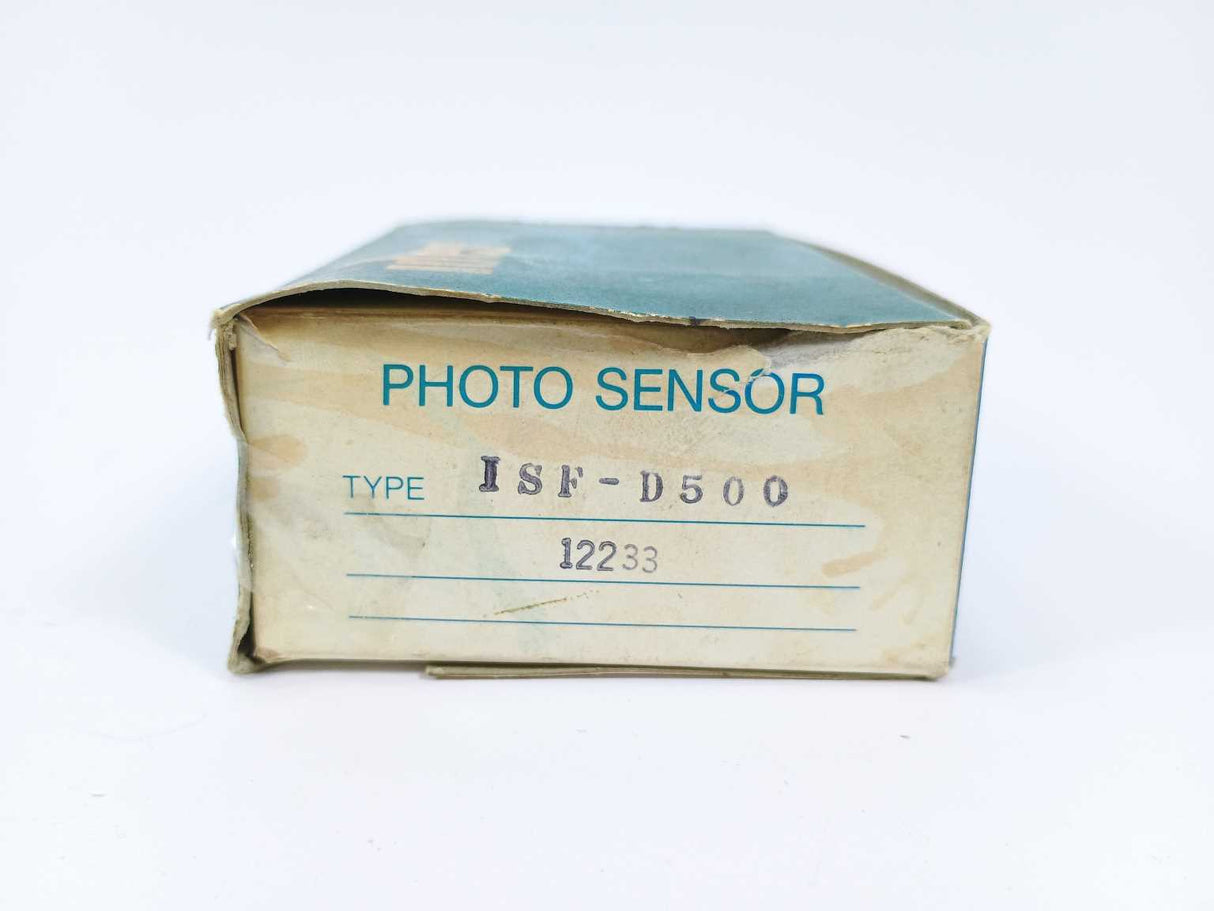 PHOTO SENSOR
TYPE ISF-D500
12233